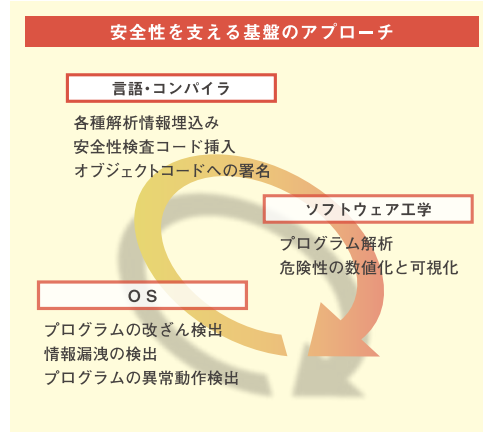 安全性を支える基盤のアプローチ
言語・コンパイラ
各種解析情報埋込み
安全性検査コード挿入
オブジェクトコードへの署名
ソフトウェア工学
プログラム解析
危険性の数値化と可視化
ＯＳ
プログラムの改ざん検出
情報漏洩の検出
プログラムの異常動作検出